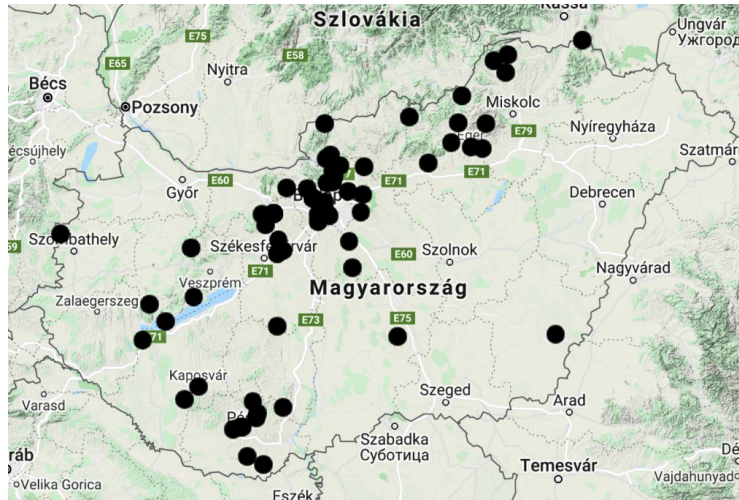 Szlovákia
Ungvár
Ужгород
E75
E58
E65
Nyitra
Bécs
Pozsony
Miskolc
Eger
E79
Nyíregyháza
Szatmár
E60
E71
E71
Győr
Debrecen
Szombathely
Székesfehérvár
E60
Szolnok
E71
Veszprém
Nagyvárad
Magyarország
Zalaegerszeg
E71
E73
E75
Kaposvár
Szeged
Arad
Varasd
Szabadka
Суботица
Temesvár
Vajdahunyad
Velika Gorica
Eszék